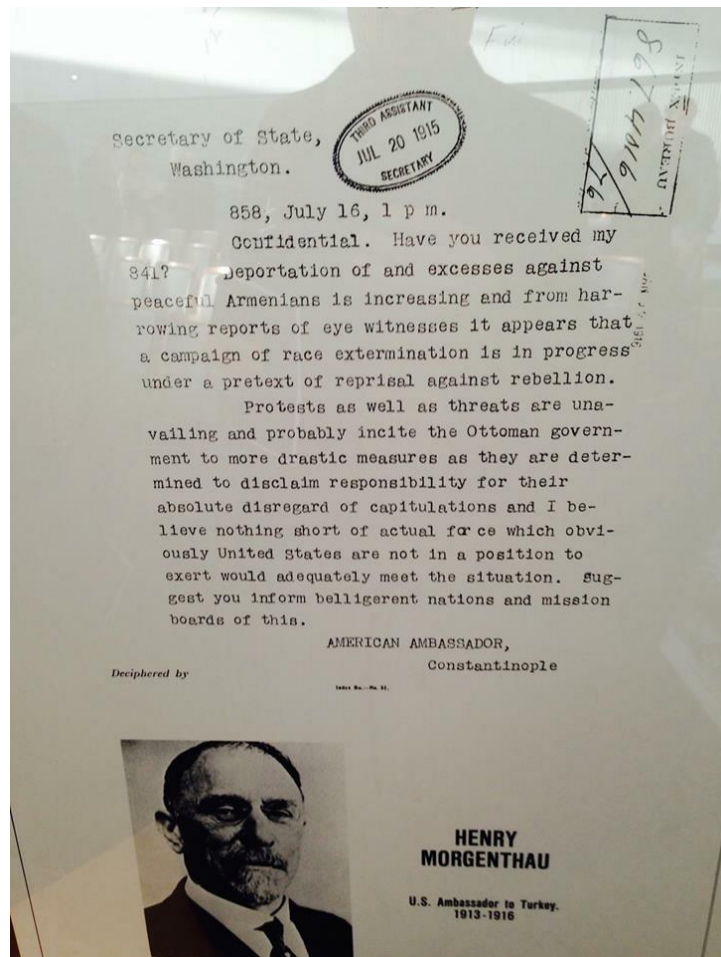 THIRD ASSISTANT
JUL 20 1915
SECRETARY
INDEX BUREAU
867.4016
76
Secretary of State,
Washington.
858, July 16, 1 p m.
Confidential. Have you received my
841? Deportation of and excesses against
peaceful Armenians is increasing and from har-
rowing reports of eye witnesses it appears that
a campaign of race extermination is in progress
under a pretext of reprisal against rebellion.
Protests as well as threats are una-
vailing and probably incite the Ottoman govern-
ment to more drastic measures as they are deter-
mined to disclaim responsibility for their
absolute disregard of capitulations and I be-
lieve nothing short of actual force which obvi-
ously United States are not in a position to
exert would adequately meet the situation. Sug-
gest you inform belligerent nations and mission
boards of this.
AMERICAN AMBASSADOR,
Constantinople
Deciphered by
HENRY
MORGENTHAU
U.S. Ambassador to Turkey.
1913-1916